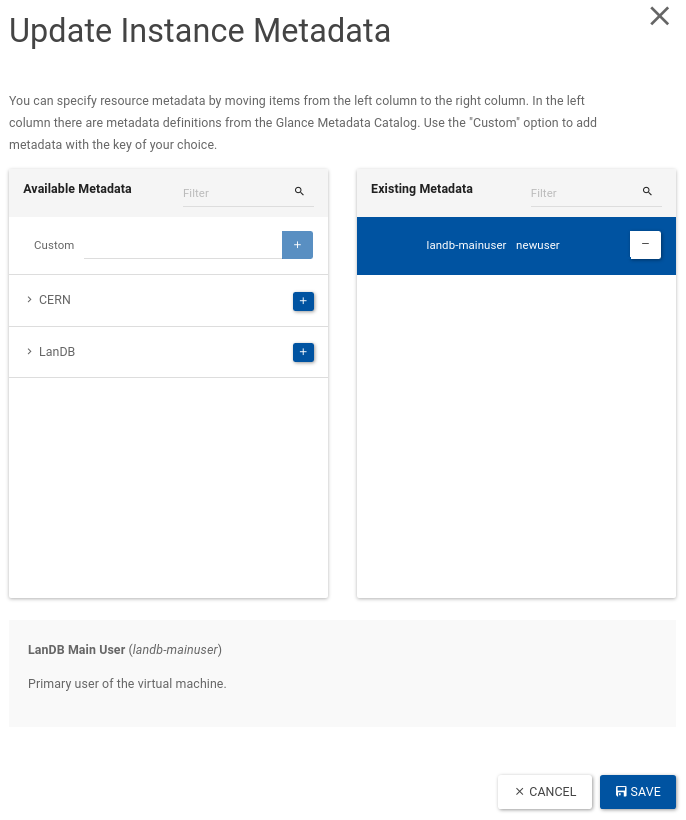 Update Instance Metadata
You can specify resource metadata by moving items from the left column to the right column. In the left
column there are metadata definitions from the Glance Metadata Catalog. Use the "Custom" option to add
metadata with the key of your choice.
Available Metadata
Filter
Custom
+
CERN
+
LanDB
+
Existing Metadata
Filter
landb-mainuser newuser
−
LanDB Main User (landb-mainuser)
Primary user of the virtual machine.
× CANCEL
SAVE